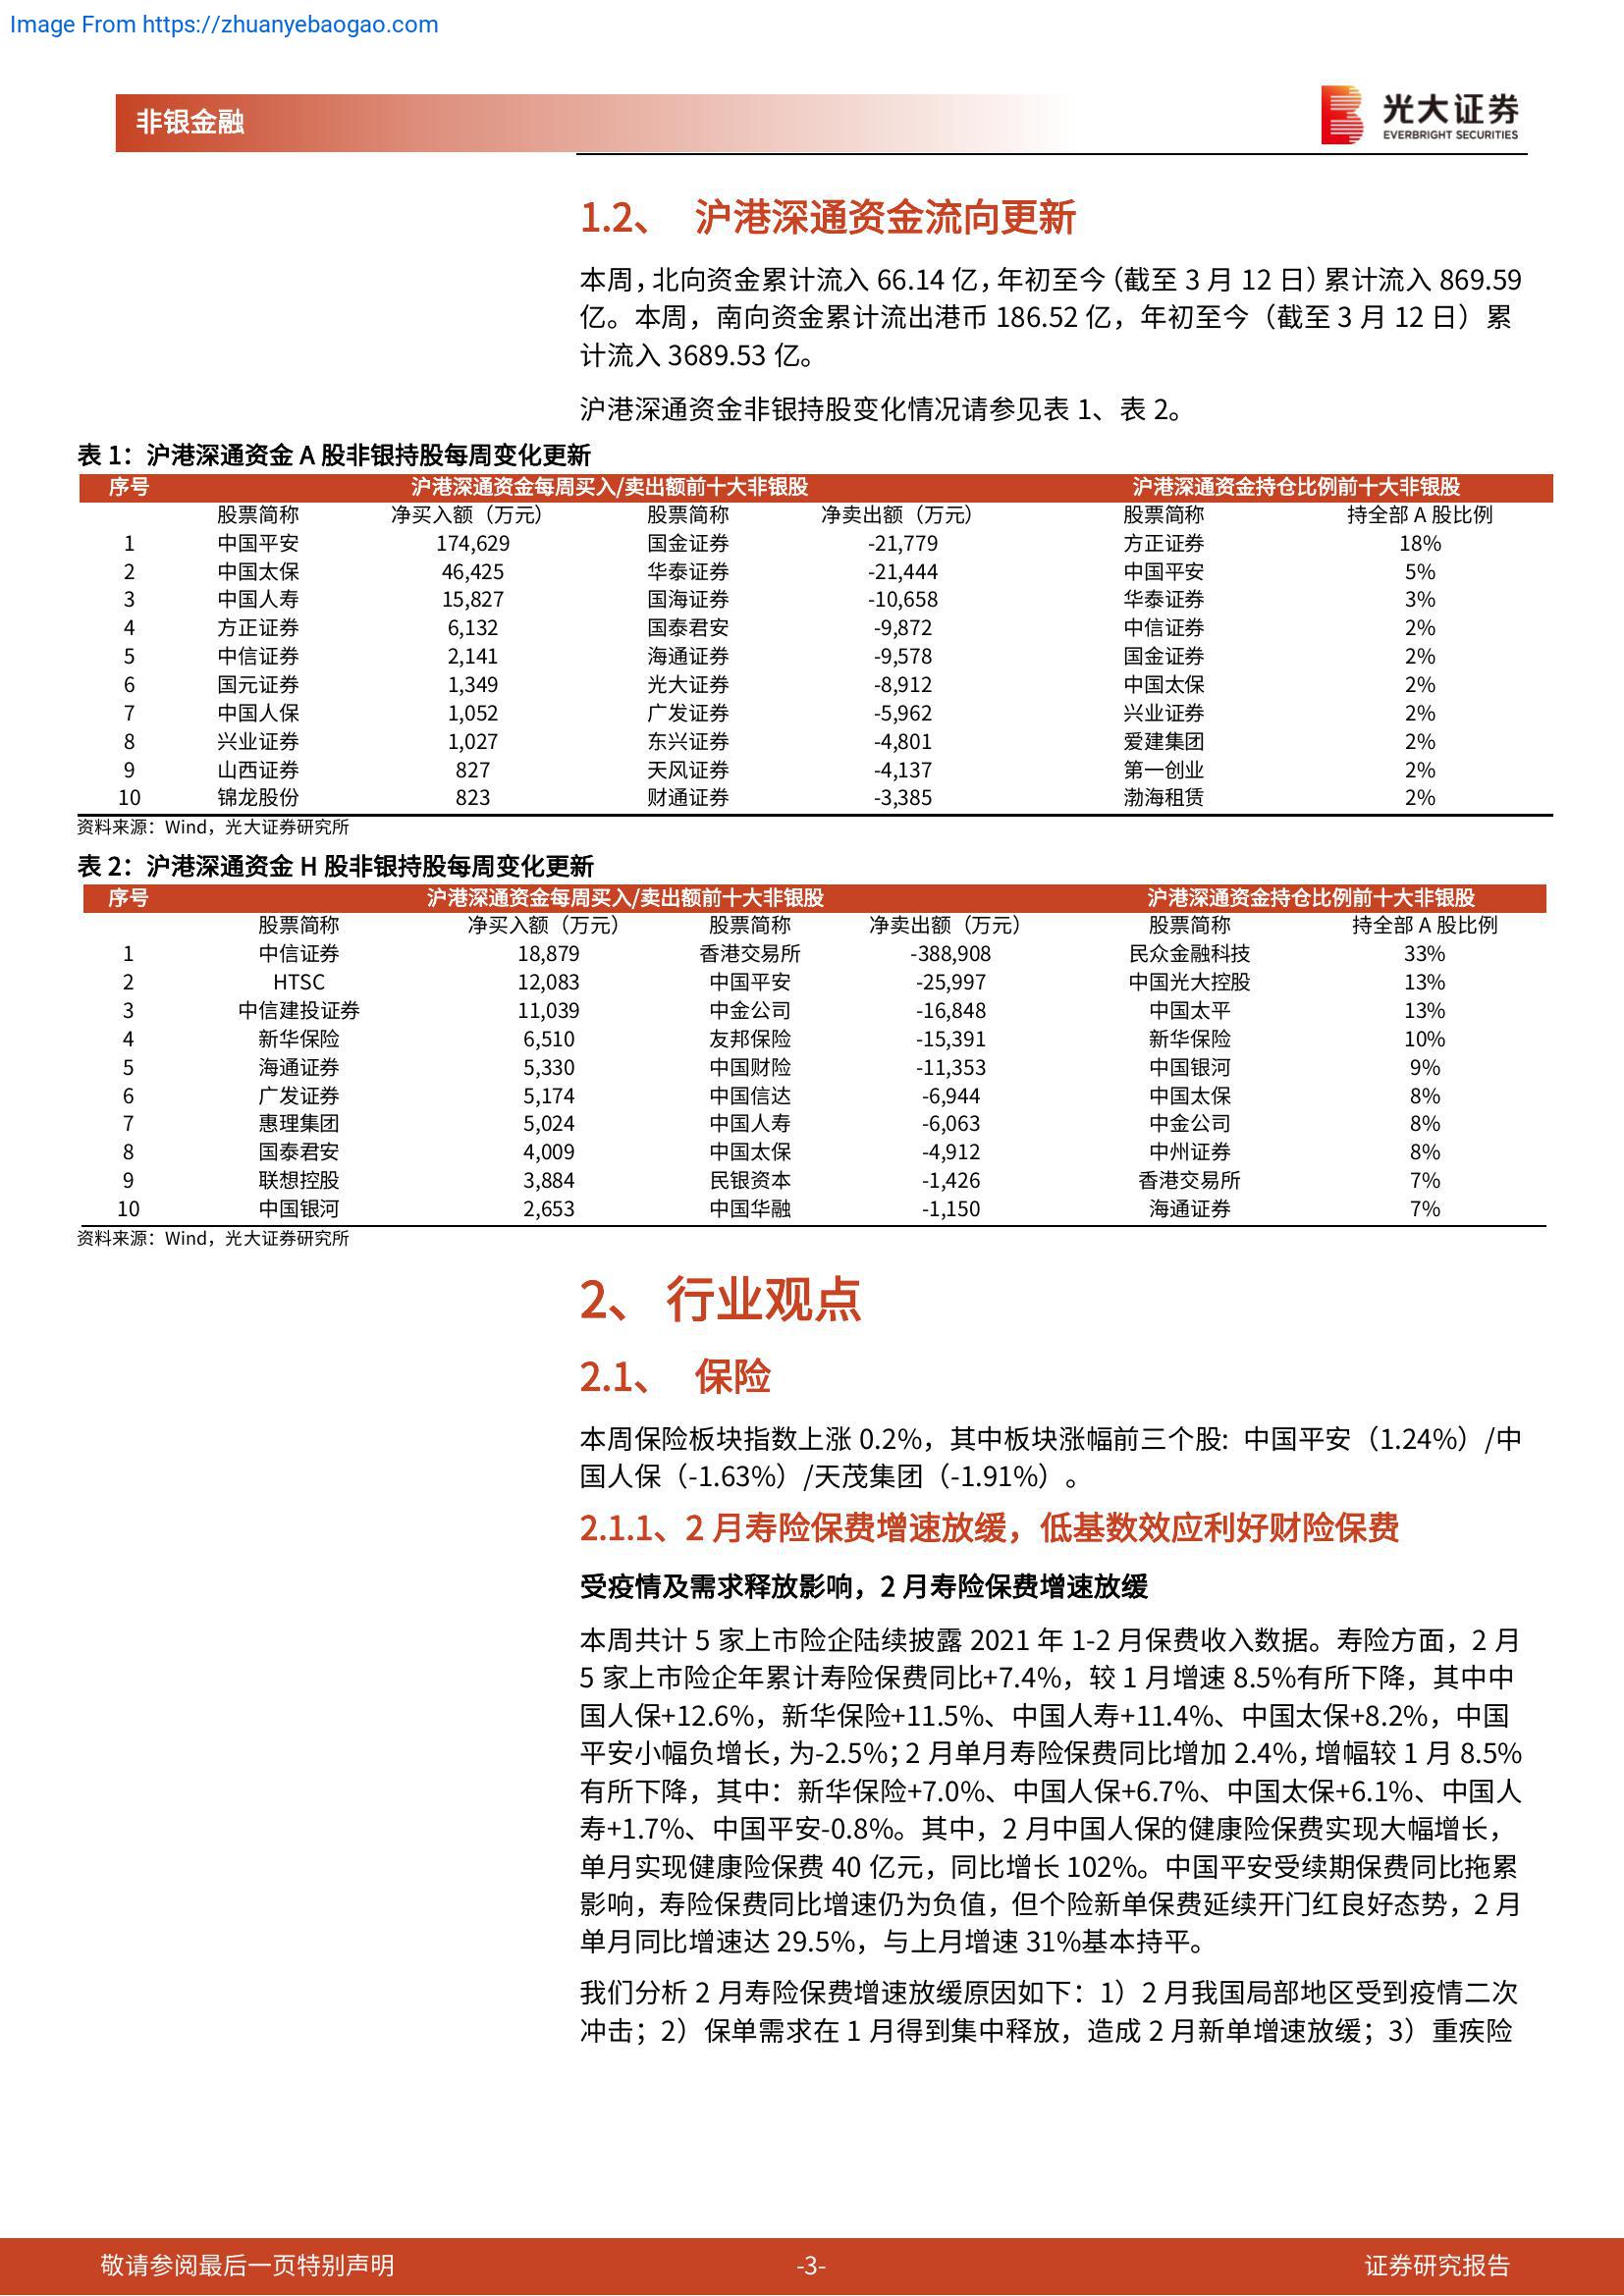 Image From https://zhuanyebaogao.com
非银金融
光大证券
EVERBRIGHT SECURITIES
1.2、 沪港深通资金流向更新
本周，北向资金累计流入 66.14 亿，年初至今（截至 3 月 12 日）累计流入 869.59
亿。本周，南向资金累计流出港币 186.52 亿，年初至今（截至 3 月 12 日）累
计流入 3689.53 亿。
沪港深通资金非银持股变化情况请参见表 1、表 2。
表 1：沪港深通资金 A 股非银持股每周变化更新
序号 沪港深通资金每周买入/卖出额前十大非银股 沪港深通资金持仓比例前十大非银股
股票简称 净买入额（万元） 股票简称 净卖出额（万元） 股票简称 持全部 A 股比例
1 中国平安 174,629 国金证券 -21,779 方正证券 18%
2 中国太保 46,425 华泰证券 -21,444 中国平安 5%
3 中国人寿 15,827 国海证券 -10,658 华泰证券 3%
4 方正证券 6,132 国泰君安 -9,872 中信证券 2%
5 中信证券 2,141 海通证券 -9,578 国金证券 2%
6 国元证券 1,349 光大证券 -8,912 中国太保 2%
7 中国人保 1,052 广发证券 -5,962 兴业证券 2%
8 兴业证券 1,027 东兴证券 -4,801 爱建集团 2%
9 山西证券 827 天风证券 -4,137 第一创业 2%
10 锦龙股份 823 财通证券 -3,385 渤海租赁 2%
资料来源：Wind，光大证券研究所
表 2：沪港深通资金 H 股非银持股每周变化更新
序号 沪港深通资金每周买入/卖出额前十大非银股 沪港深通资金持仓比例前十大非银股
股票简称 净买入额（万元） 股票简称 净卖出额（万元） 股票简称 持全部 A 股比例
1 中信证券 18,879 香港交易所 -388,908 民众金融科技 33%
2 HTSC 12,083 中国平安 -25,997 中国光大控股 13%
3 中信建投证券 11,039 中金公司 -16,848 中国太平 13%
4 新华保险 6,510 友邦保险 -15,391 新华保险 10%
5 海通证券 5,330 中国财险 -11,353 中国银河 9%
6 广发证券 5,174 中国信达 -6,944 中国太保 8%
7 惠理集团 5,024 中国人寿 -6,063 中金公司 8%
8 国泰君安 4,009 中国太保 -4,912 中州证券 8%
9 联想控股 3,884 民银资本 -1,426 香港交易所 7%
10 中国银河 2,653 中国华融 -1,150 海通证券 7%
资料来源：Wind，光大证券研究所
2、 行业观点
2.1、 保险
本周保险板块指数上涨 0.2%，其中板块涨幅前三个股：中国平安（1.24%）/中
国人保（-1.63%）/天茂集团（-1.91%）。
2.1.1、2 月寿险保费增速放缓，低基数效应利好财险保费
受疫情及需求释放影响，2 月寿险保费增速放缓
本周共计 5 家上市险企陆续披露 2021 年 1-2 月保费收入数据。寿险方面，2 月
5 家上市险企年累计寿险保费同比+7.4%，较 1 月增速 8.5%有所下降，其中中
国人保+12.6%，新华保险+11.5%、中国人寿+11.4%、中国太保+8.2%，中国
平安小幅负增长，为-2.5%；2 月单月寿险保费同比增加 2.4%，增幅较 1 月 8.5%
有所下降，其中：新华保险+7.0%、中国人保+6.7%、中国太保+6.1%、中国人
寿+1.7%、中国平安-0.8%。其中，2 月中国人保的健康险保费实现大幅增长，
单月实现健康险保费 40 亿元，同比增长 102%。中国平安受续期保费同比拖累
影响，寿险保费同比增速仍为负值，但个险新单保费延续开门红良好态势，2 月
单月同比增速达 29.5%，与上月增速 31%基本持平。
我们分析 2 月寿险保费增速放缓原因如下：1）2 月我国局部地区受到疫情二次
冲击；2）保单需求在 1 月得到集中释放，造成 2 月新单增速放缓；3）重疾险
敬请参阅最后一页特别声明 -3- 证券研究报告